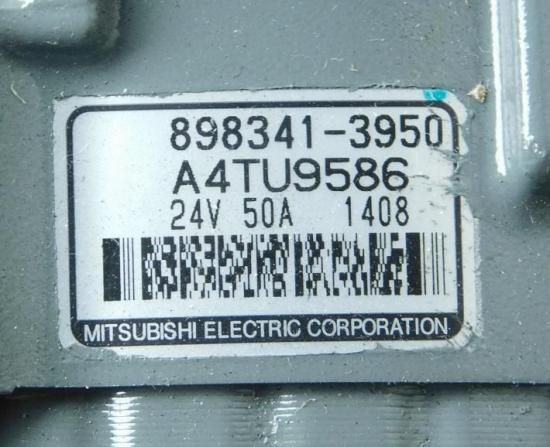 898341-3950
A4TU9586
24V 50A 1408
MITSUBISHI ELECTRIC CORPORATION